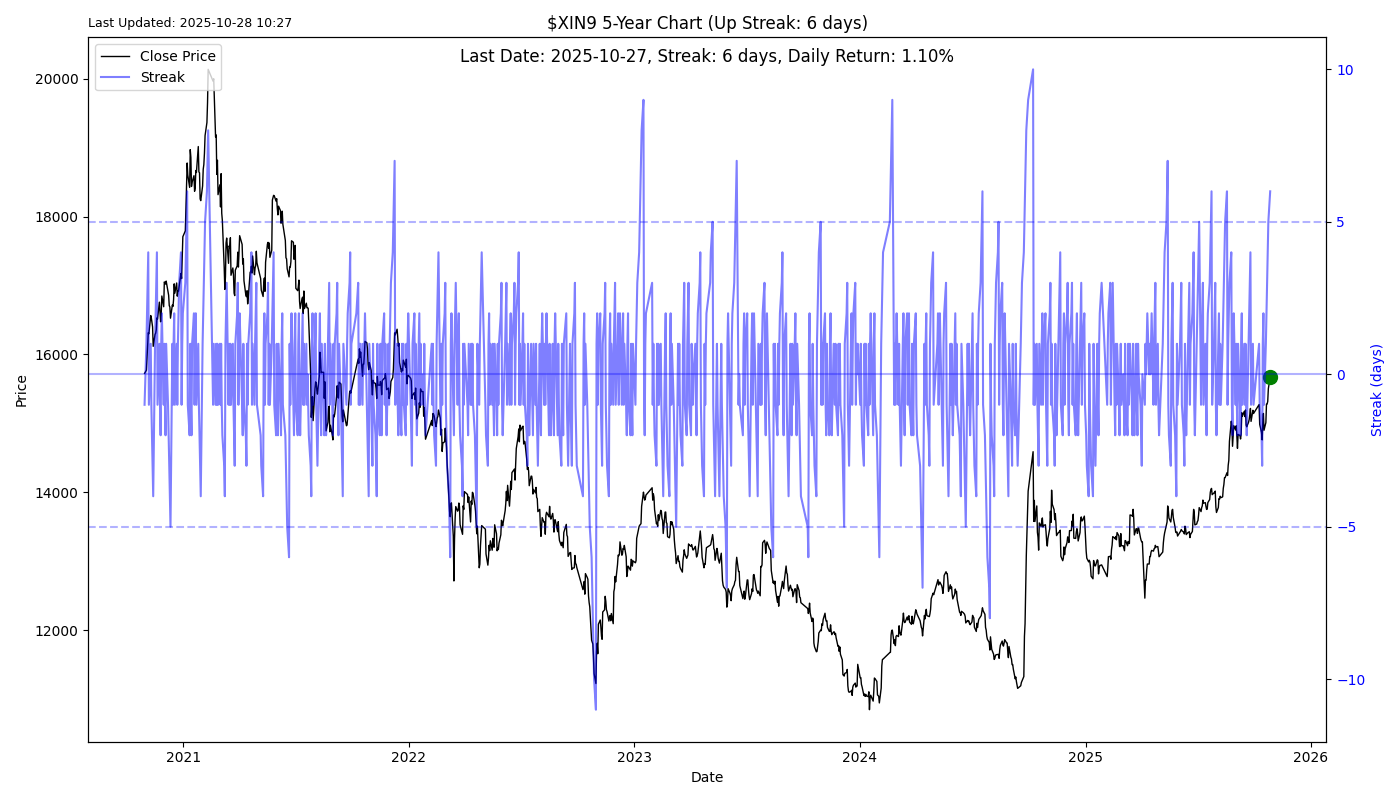 Last Updated: 2025-10-28 10:27
$XIN9 5-Year Chart (Up Streak: 6 days)
Last Date: 2025-10-27, Streak: 6 days, Daily Return: 1.10%
Close Price
Streak
20000
18000
16000
14000
12000
Price
10
5
0
−5
−10
Streak (days)
2021
2022
2023
2024
2025
2026
Date